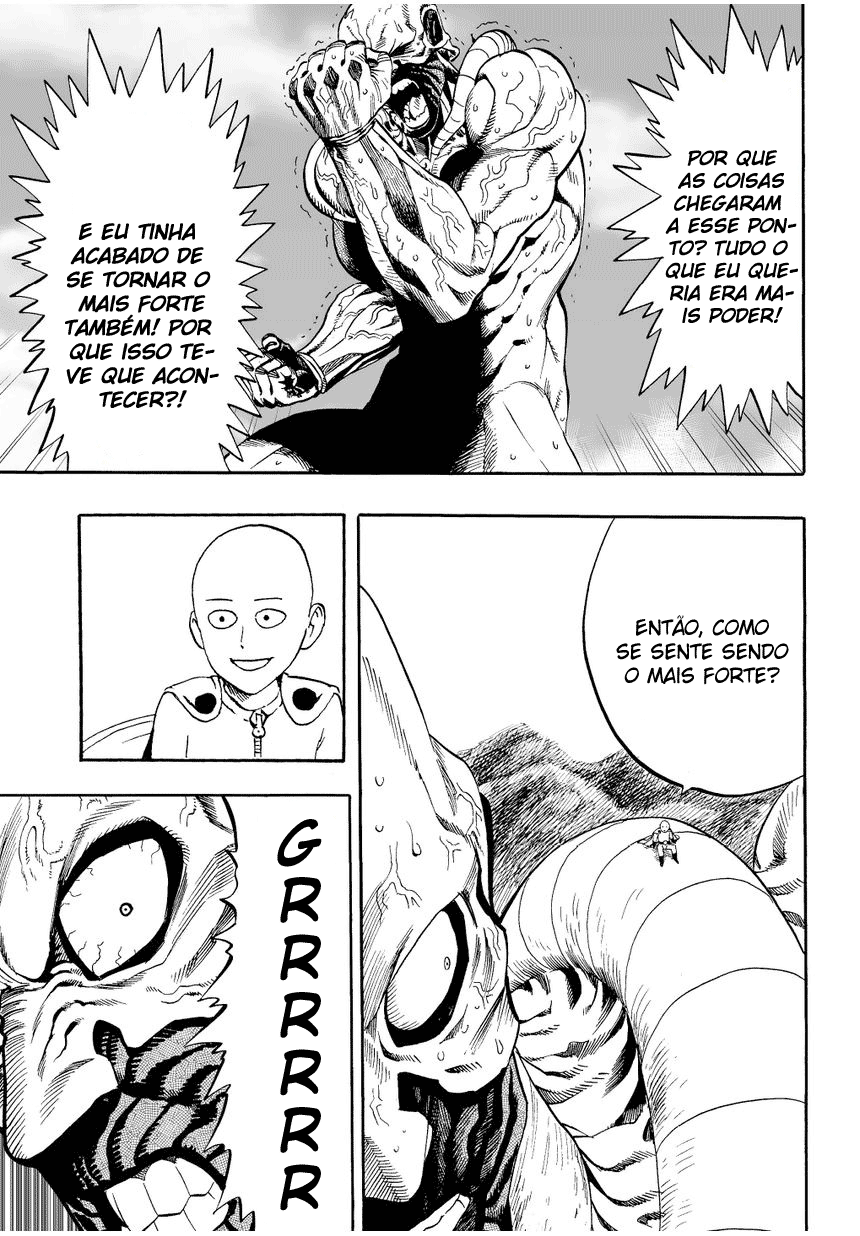 POR QUE
AS COISAS
CHEGARAM
A ESSE PON-
TO? TUDO O
QUE EU QUE-
RIA ERA MA-
IS PODER!
E EU TINHA
ACABADO DE
SE TORNAR O
MAIS FORTE
TAMBÉM! POR
QUE ISSO TE-
VE QUE ACON-
TECER?!
ENTÃO, COMO
SE SENTE SENDO
O MAIS FORTE?
GRRRRRR